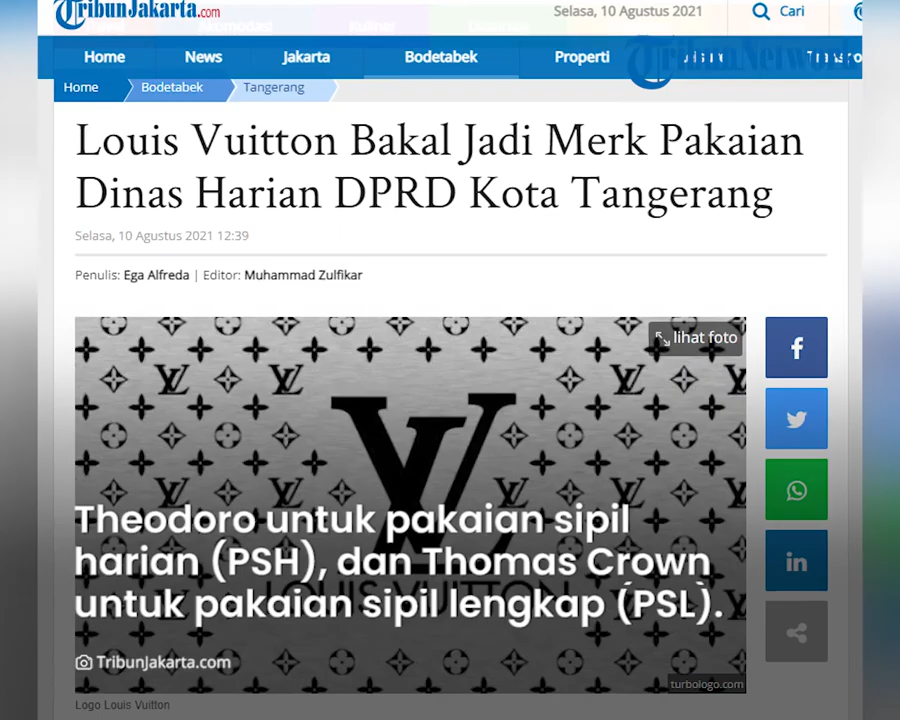 TribunJakarta.com
Selasa, 10 Agustus 2021
Cari
Home News Jakarta Bodetabek Properti
Home Bodetabek Tangerang
Louis Vuitton Bakal Jadi Merk Pakaian
Dinas Harian DPRD Kota Tangerang
Selasa, 10 Agustus 2021 12:39
Penulis: Ega Alfreda | Editor: Muhammad Zulfikar
lihat foto
LV
LOUIS VUITTON
Theodoro untuk pakaian sipil
harian (PSH), dan Thomas Crown
untuk pakaian sipil lengkap (PSL).
TribunJakarta.com
turbologo.com
Logo Louis Vuitton